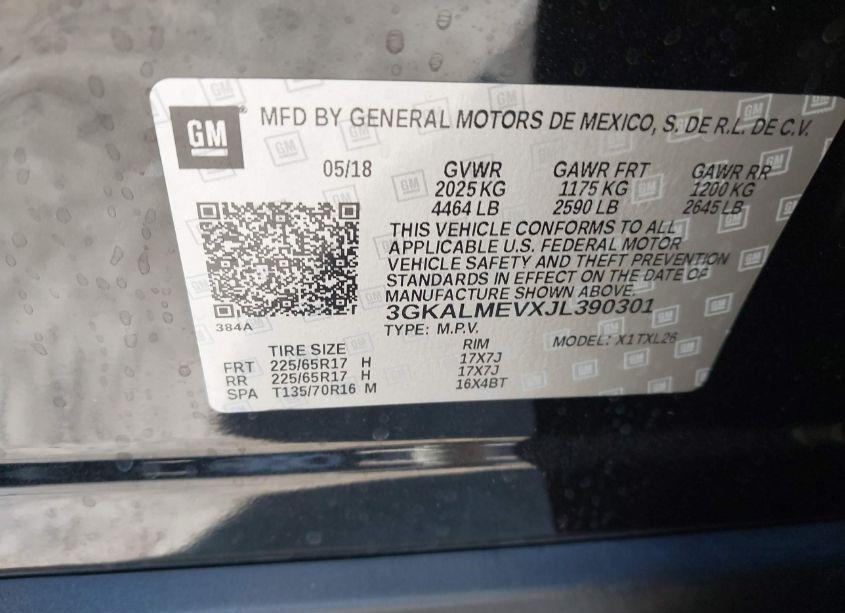 GM
MFD BY GENERAL MOTORS DE MEXICO, S. DE R.L. DE C.V.
05/18 GVWR GAWR FRT GAWR RR
2025 KG 1175 KG 1200 KG
4464 LB 2590 LB 2645 LB
THIS VEHICLE CONFORMS TO ALL
APPLICABLE U.S. FEDERAL MOTOR
VEHICLE SAFETY AND THEFT PREVENTION
STANDARDS IN EFFECT ON THE DATE OF
MANUFACTURE SHOWN ABOVE.
3GKALMEVXJL390301
384A
TYPE: M.P.V. MODEL: X1TXL26
TIRE SIZE RIM
FRT 225/65R17 H 17X7J
RR 225/65R17 H 17X7J
SPA T135/70R16 M 16X4BT